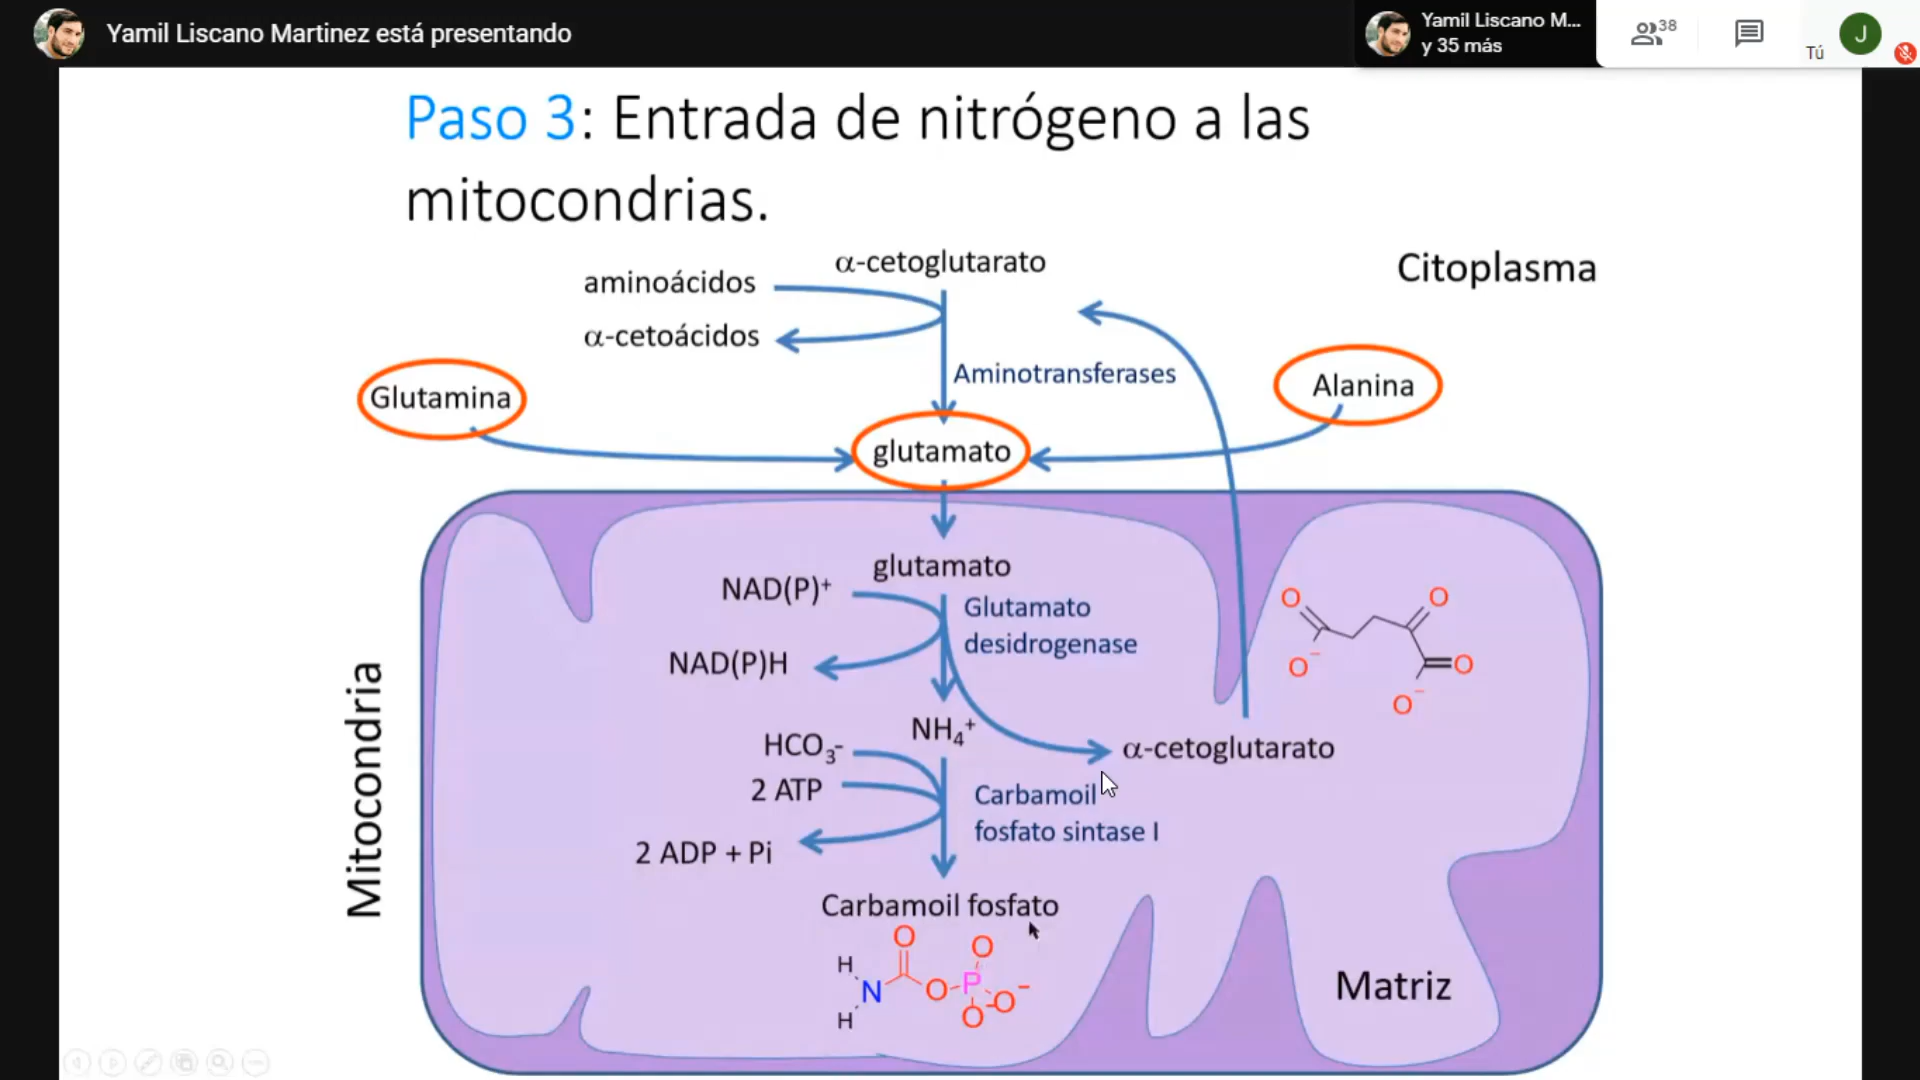 Yamil Liscano Martinez está presentando
Yamil Liscano M...
y 35 más
38
Tú
J
Paso 3: Entrada de nitrógeno a las
mitocondrias.
Citoplasma
α-cetoglutarato
aminoácidos
α-cetoácidos
Aminotransferases
Glutamina
Alanina
glutamato
glutamato
NAD(P)⁺
Glutamato
desidrogenase
NAD(P)H
NH₄⁺
HCO₃⁻
α-cetoglutarato
2 ATP
Carbamoil
fosfato sintase I
2 ADP + Pi
Carbamoil fosfato
Mitocondria
Matriz
O O
O⁻ O
O⁻
O O
H
N O P O⁻
H O